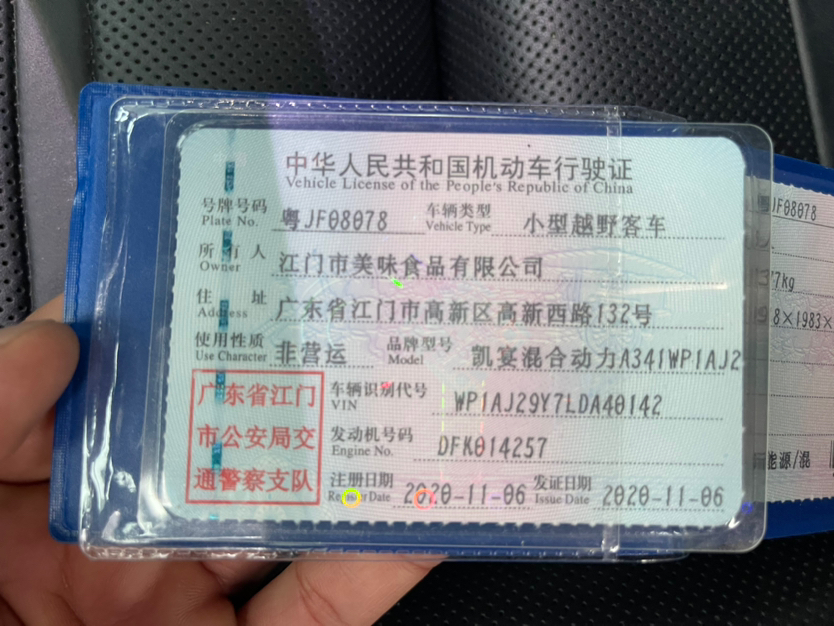 中华人民共和国机动车行驶证
Vehicle License of the People's Republic of China
号牌号码 粤JF08078 车辆类型 小型越野客车
Plate No. Vehicle Type
所有人 江门市美味食品有限公司
Owner
住址 广东省江门市高新区高新西路132号
Address
使用性质 非营运 品牌型号 凯宴混合动力A341WP1AJ2
Use Character Model
广东省江门
市公安局交
通警察支队
车辆识别代号 WP1AJ29Y7LDA40142
VIN
发动机号码 DFK014257
Engine No.
注册日期 2020-11-06 发证日期 2020-11-06
Register Date Issue Date
JF08078
7kg
8×1983×
能源/混